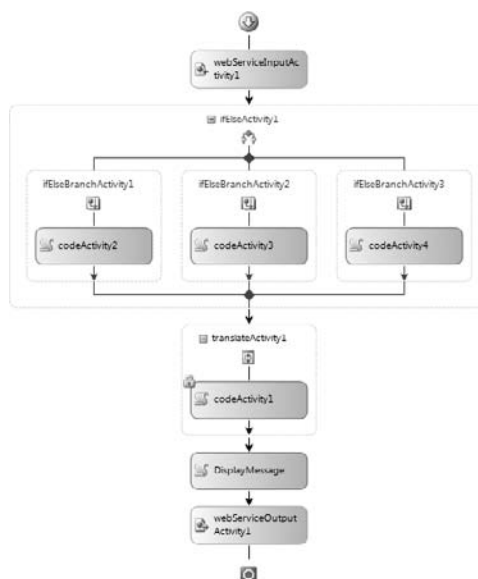 webServiceInputAc
tivity1
ifElseActivity1
ifElseBranchActivity1
ifElseBranchActivity2
ifElseBranchActivity3
codeActivity2
codeActivity3
codeActivity4
translateActivity1
codeActivity1
DisplayMessage
webServiceOutput
Activity1